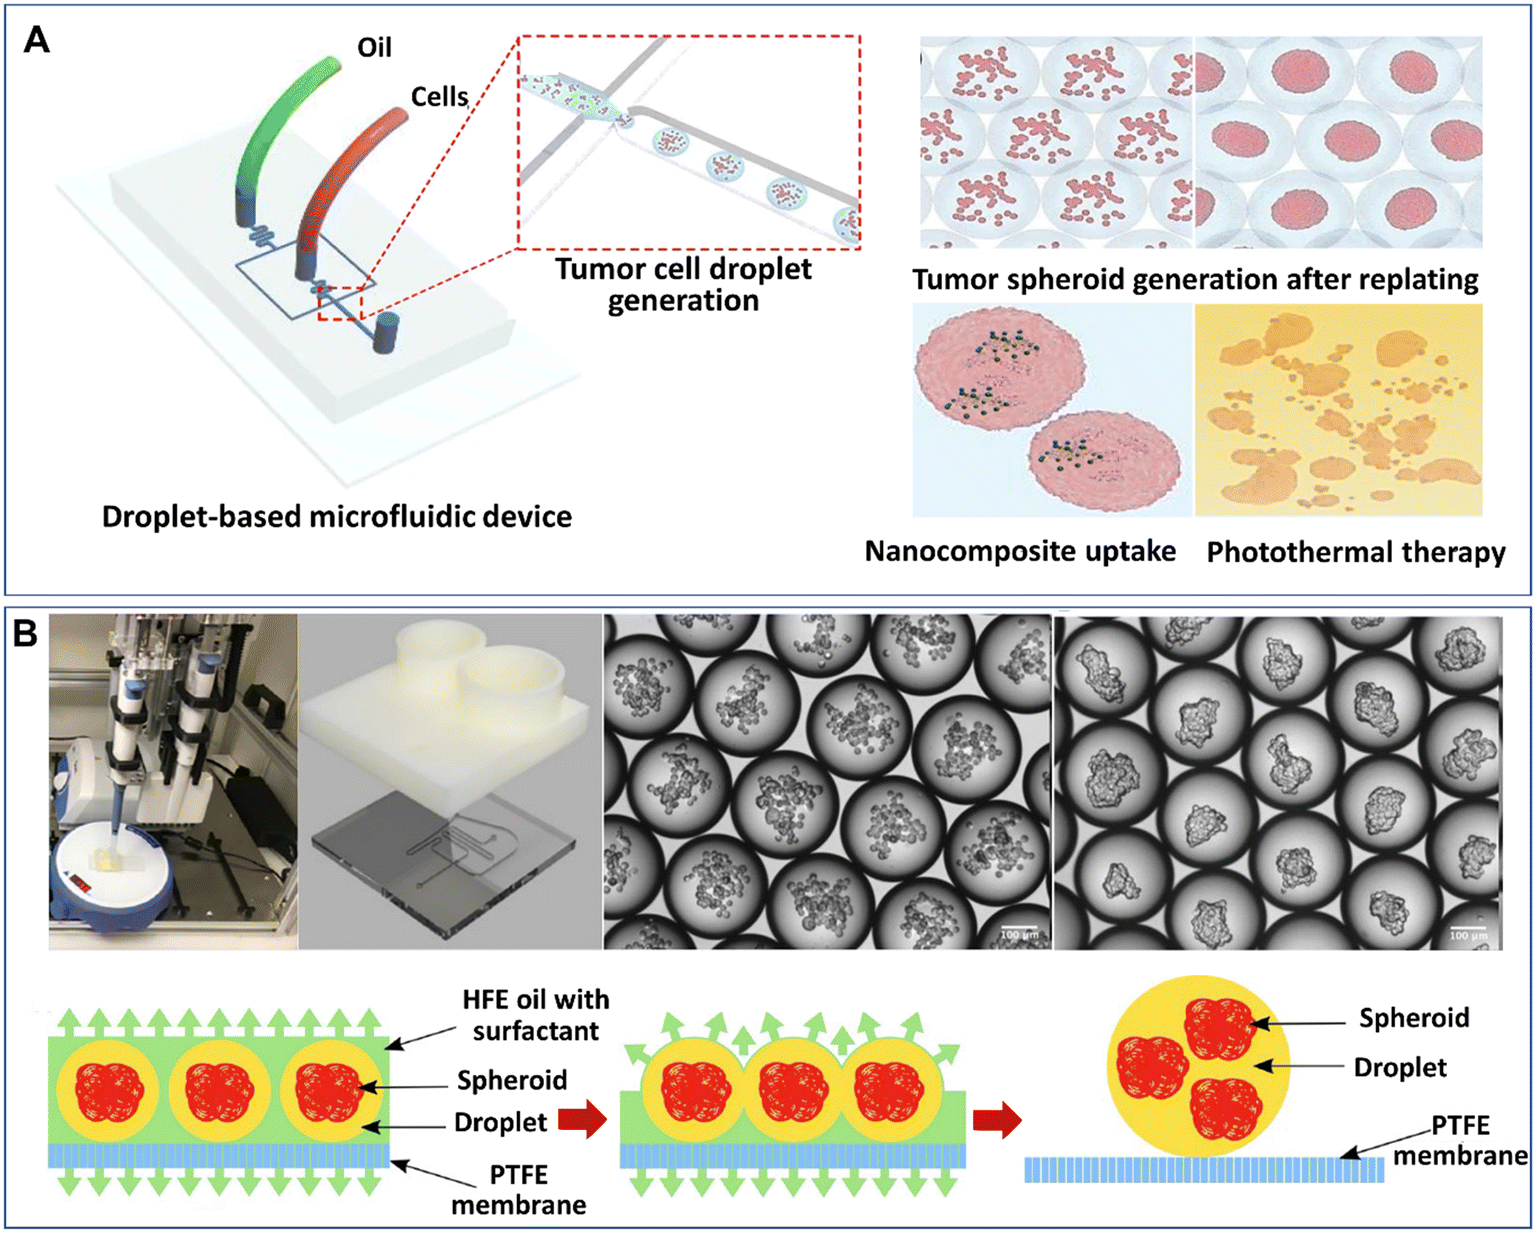 A
Oil
Cells
Tumor cell droplet
generation
Droplet-based microfluidic device
Tumor spheroid generation after replating
Nanocomposite uptake
Photothermal therapy
B
100 µm
100 µm
HFE oil with
surfactant
Spheroid
Droplet
PTFE
membrane
Spheroid
Droplet
PTFE
membrane